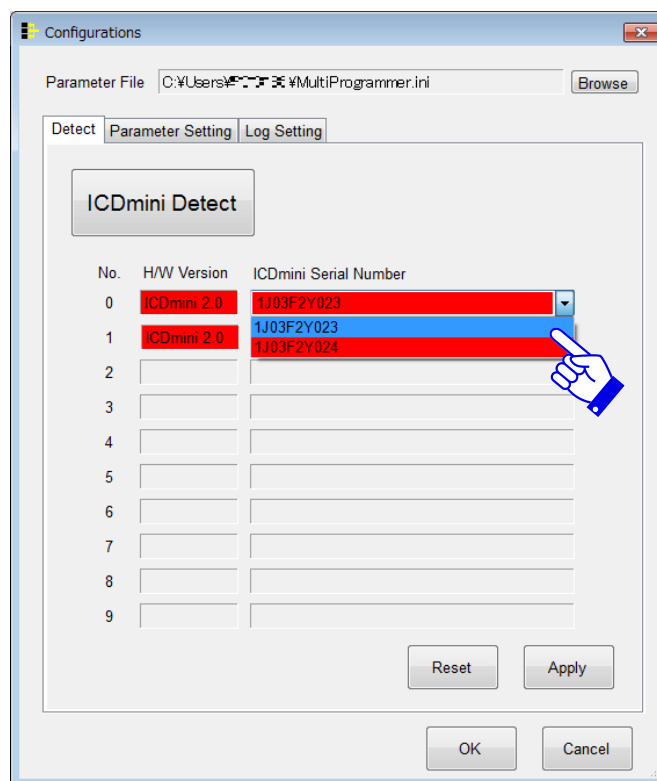 Configurations
Parameter File C:¥Users¥ ¥MultiProgrammer.ini Browse
Detect Parameter Setting Log Setting
ICDmini Detect
No. H/W Version ICDmini Serial Number
0 ICDmini 2.0 1J03F2Y023
1 ICDmini 2.0 1J03F2Y023
1J03F2Y024
2
3
4
5
6
7
8
9
Reset Apply
OK Cancel